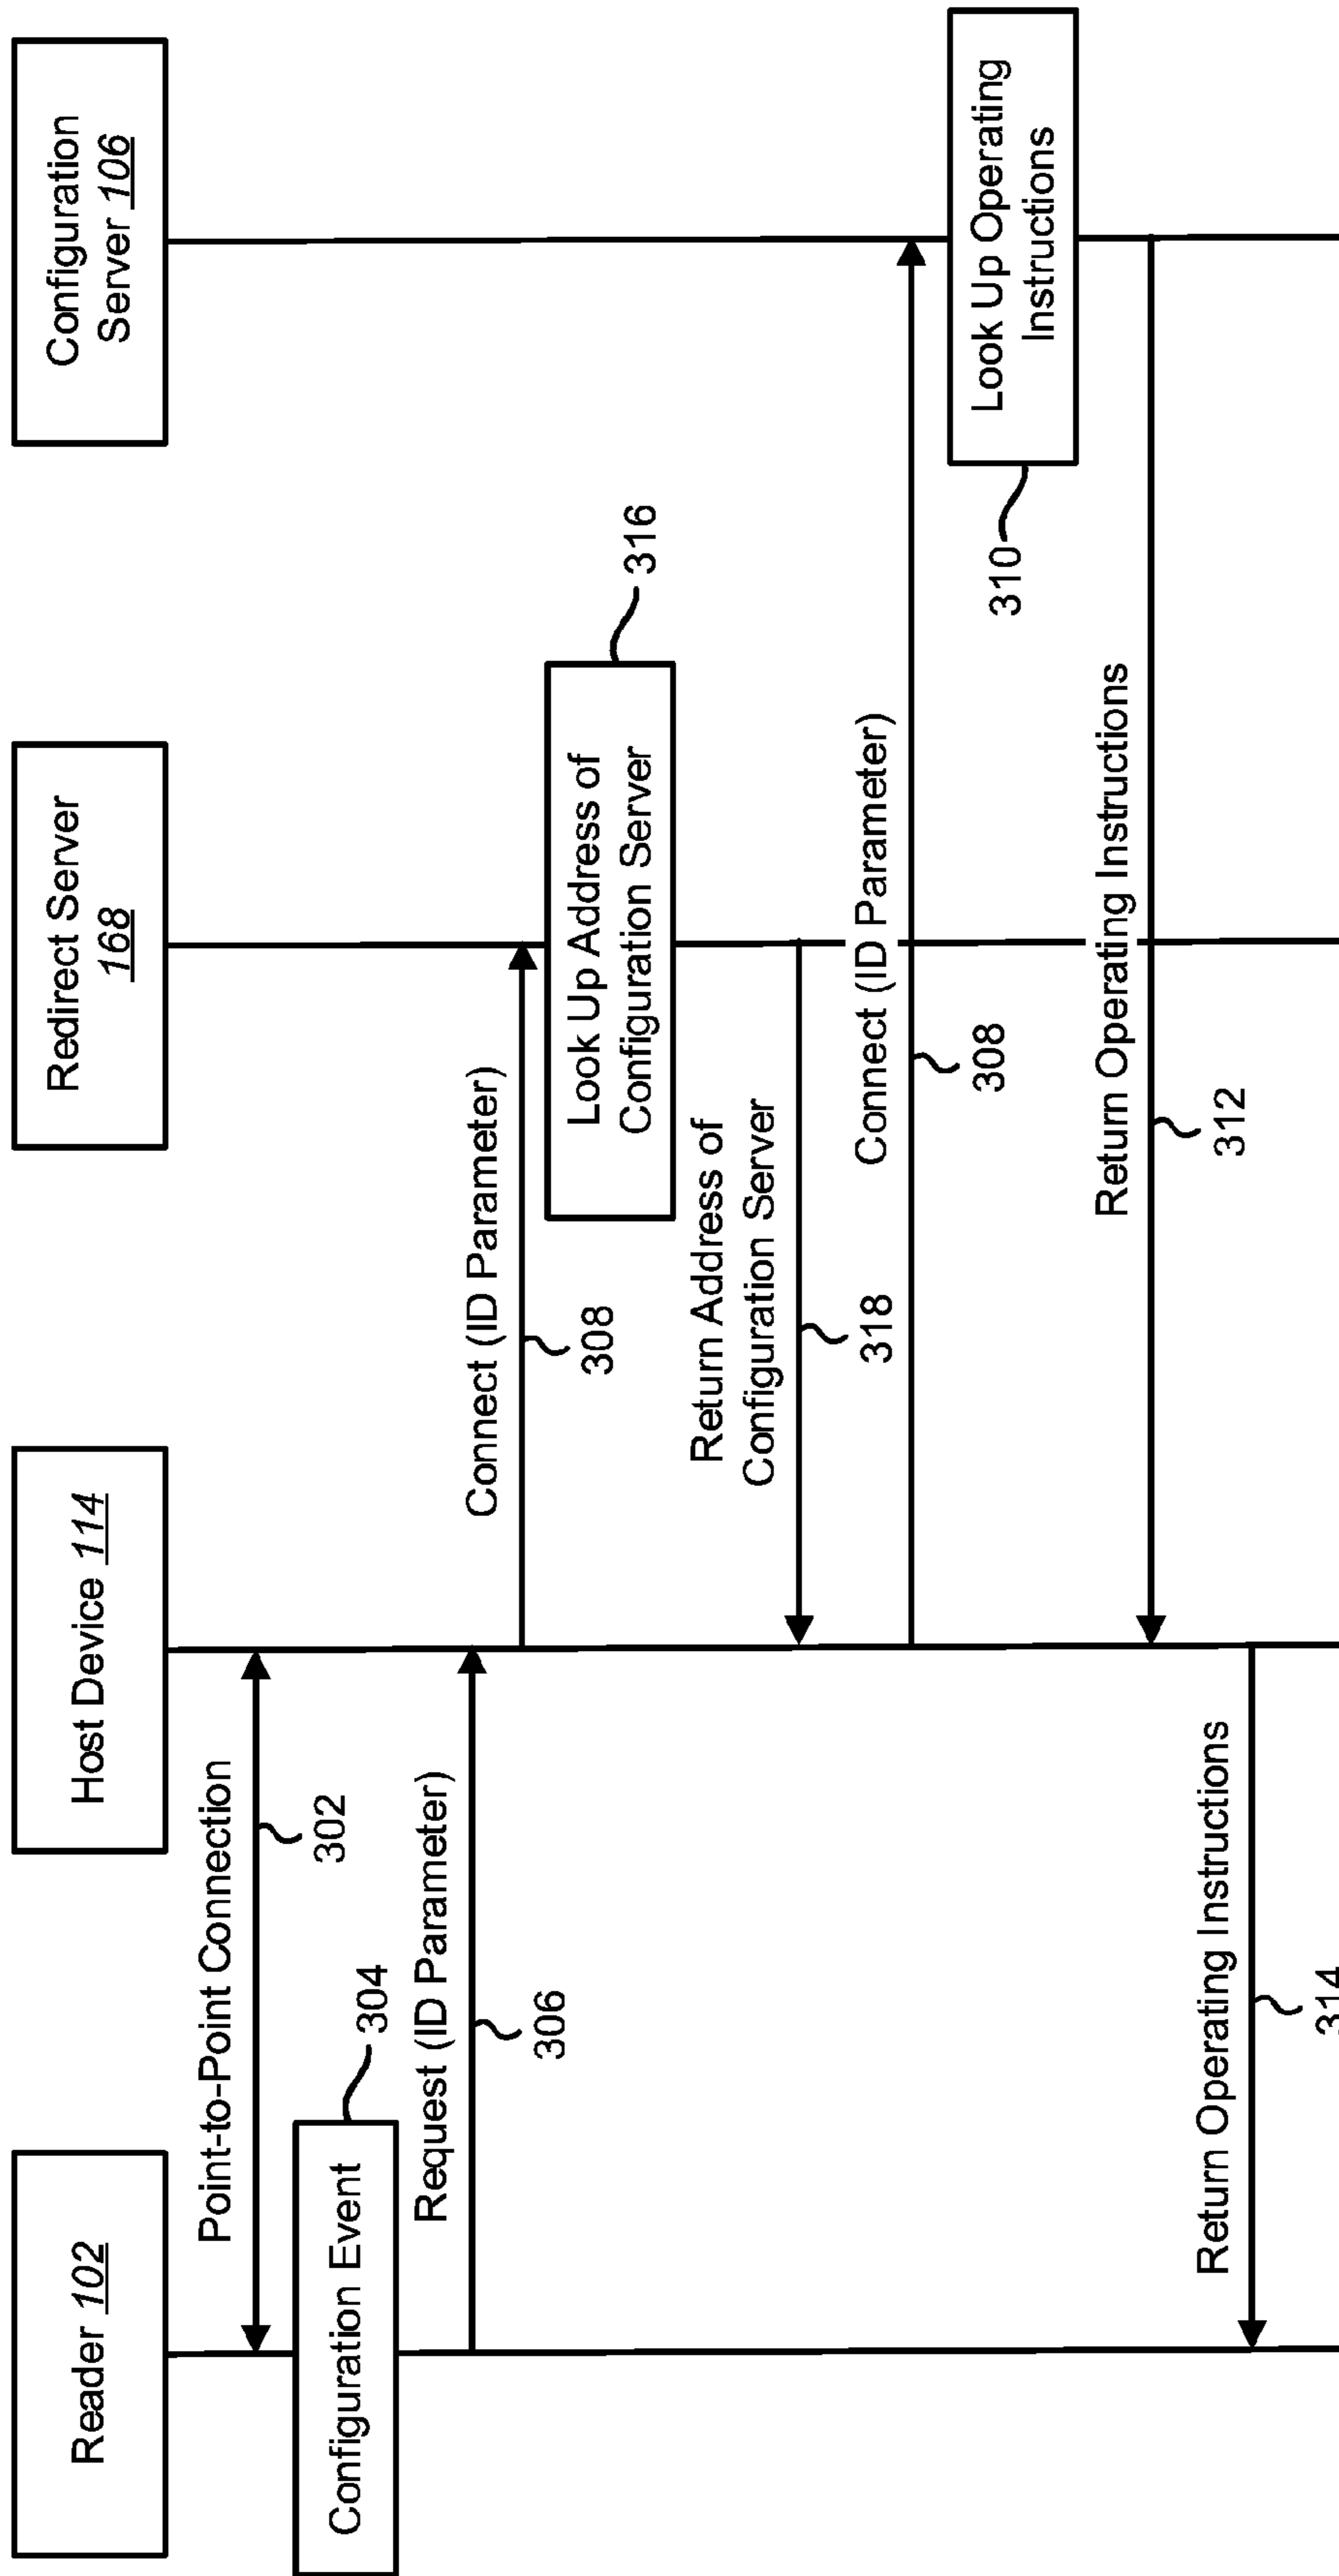 Reader 102
Host Device 114
Redirect Server
168
Configuration
Server 106
Point-to-Point Connection
302
Configuration Event
304
Request (ID Parameter)
306
Connect (ID Parameter)
308
Look Up Address of
Configuration Server
316
Return Address of
Configuration Server
318
Connect (ID Parameter)
308
Look Up Operating
Instructions
310
Return Operating Instructions
312
Return Operating Instructions
314